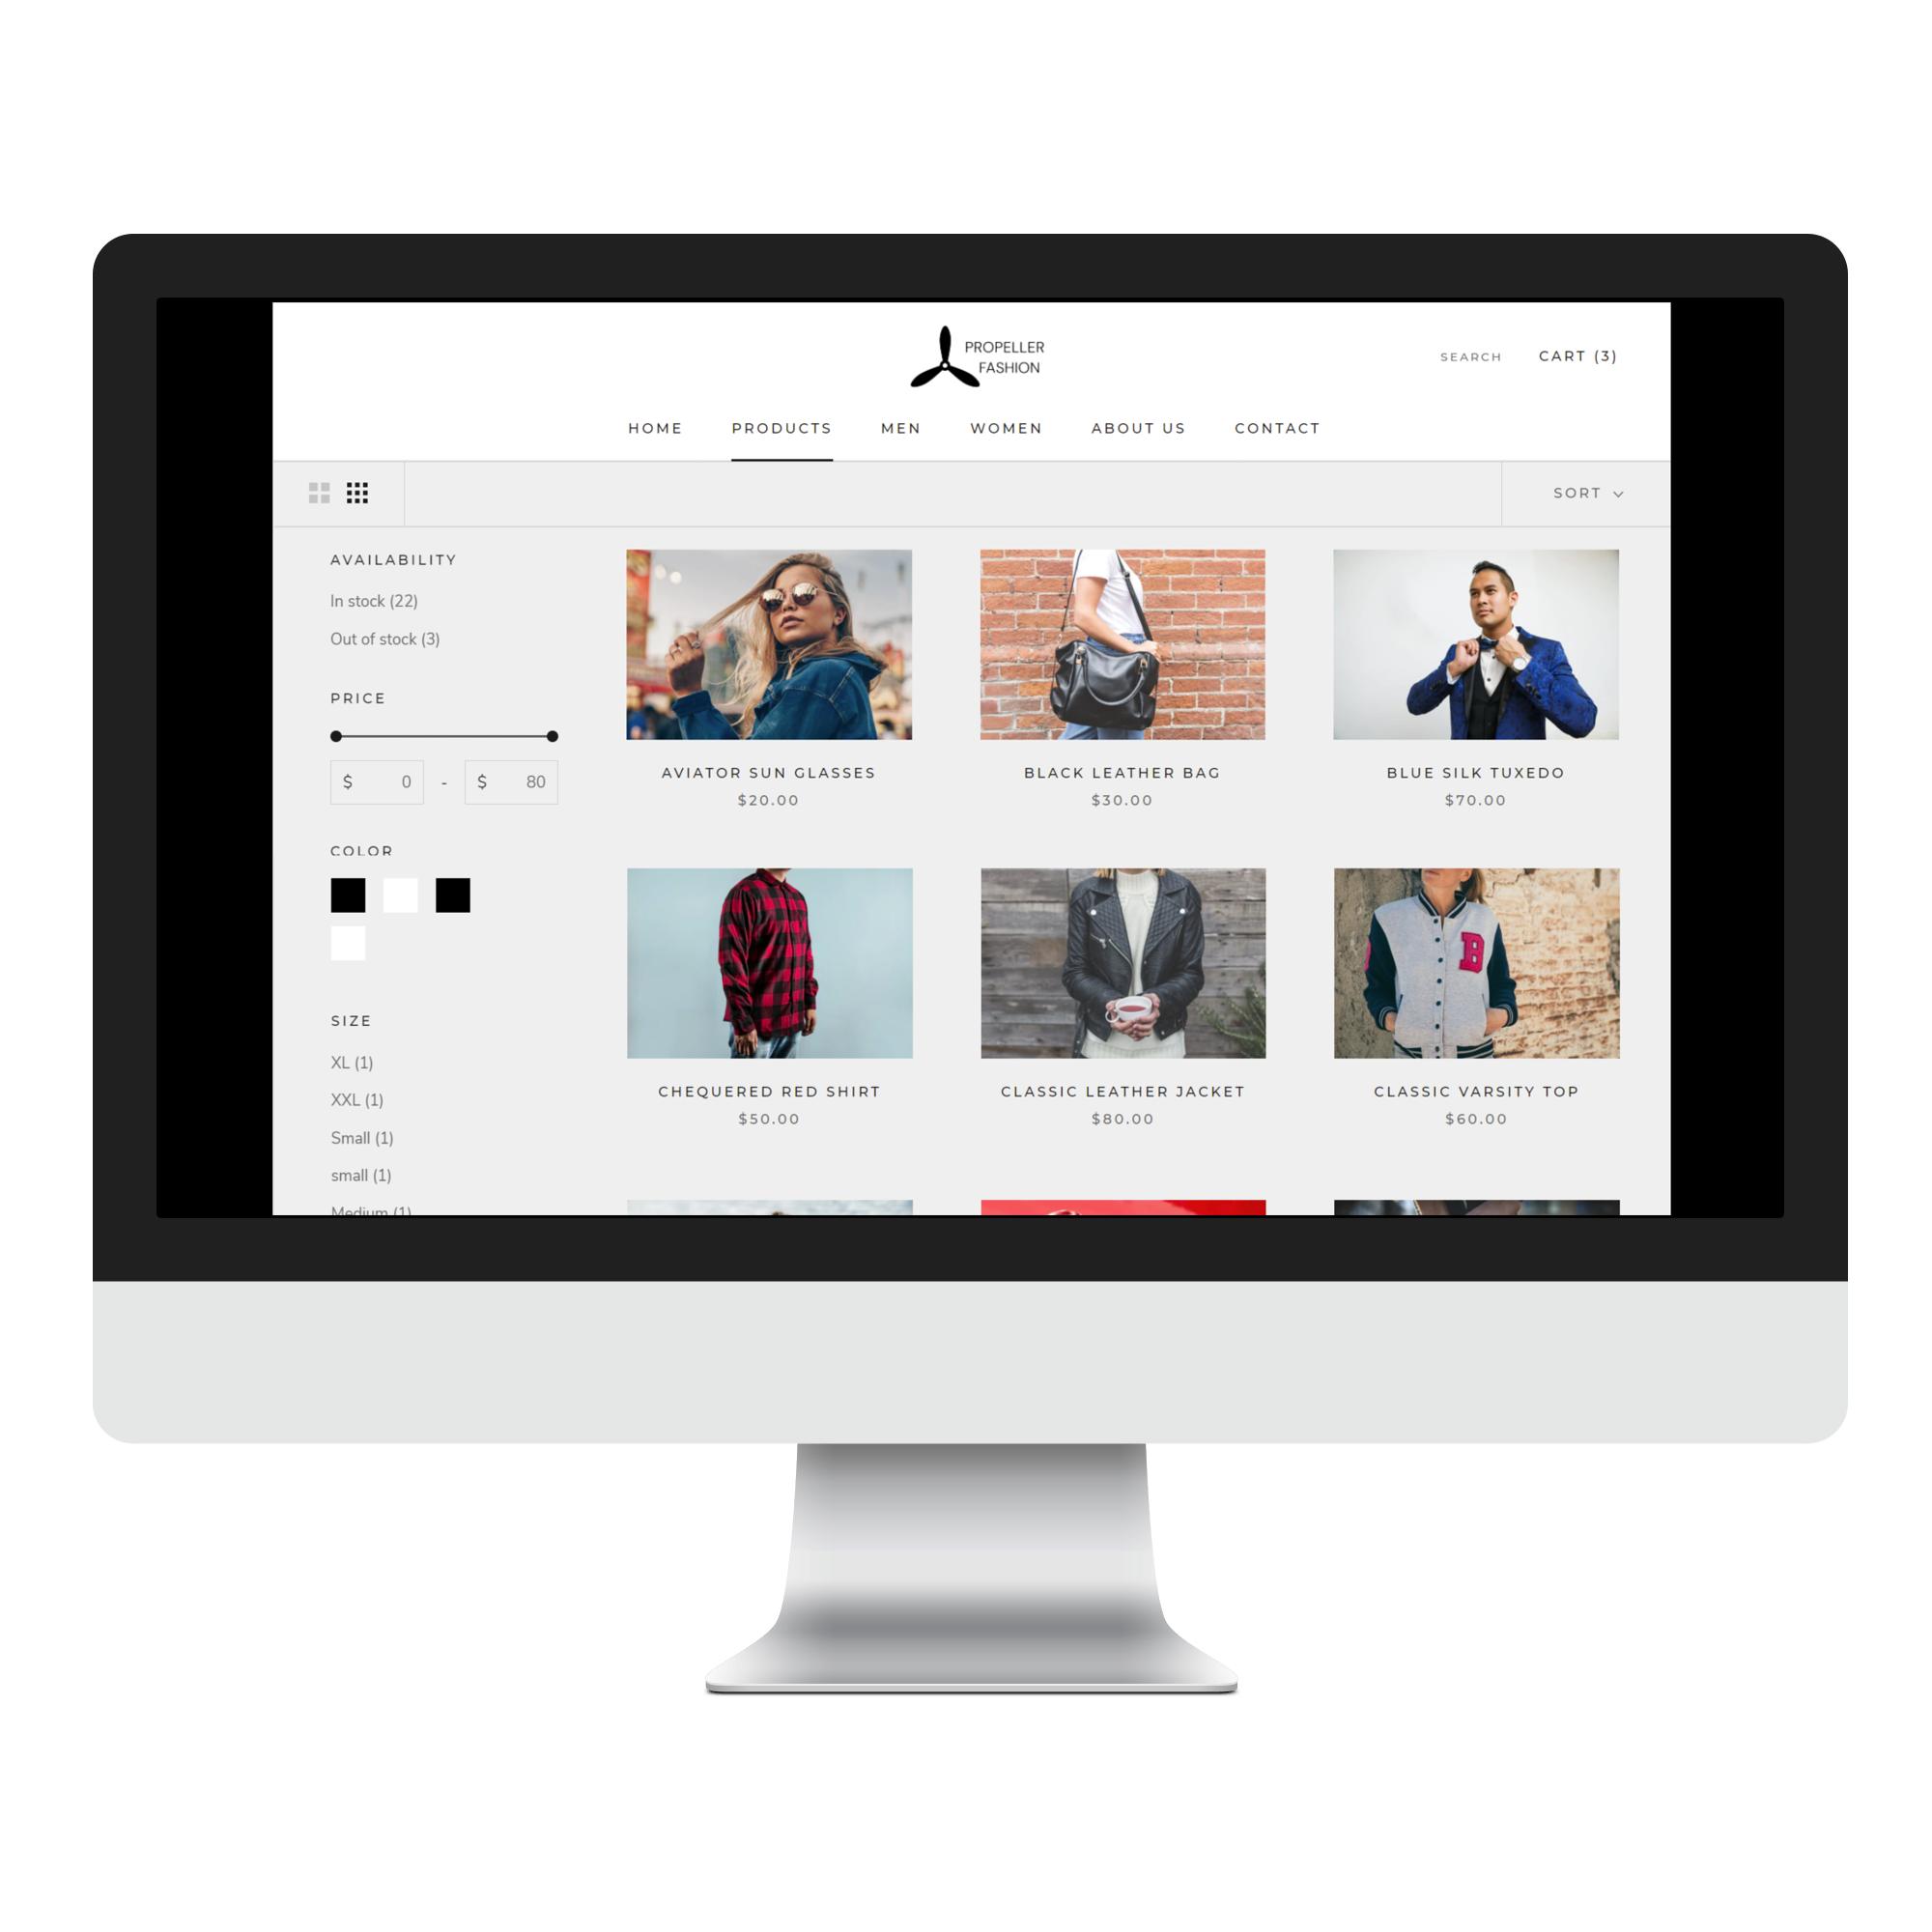 PROPELLER
FASHION
SEARCH CART (3)
HOME PRODUCTS MEN WOMEN ABOUT US CONTACT
SORT
AVAILABILITY
In stock (22)
Out of stock (3)
PRICE
$ 0 - $ 80
COLOR
SIZE
XL (1)
XXL (1)
Small (1)
small (1)
Medium (1)
AVIATOR SUN GLASSES
$20.00
BLACK LEATHER BAG
$30.00
BLUE SILK TUXEDO
$70.00
B
CHEQUERED RED SHIRT
$50.00
CLASSIC LEATHER JACKET
$80.00
CLASSIC VARSITY TOP
$60.00